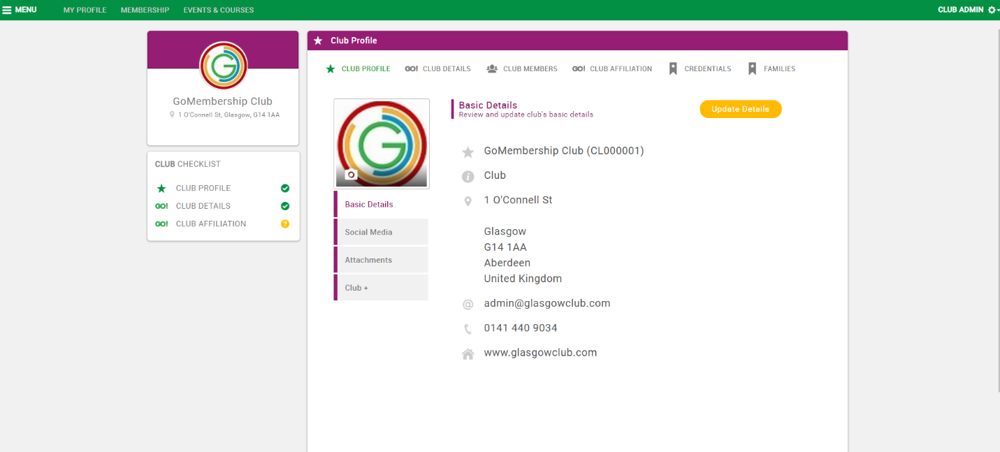 MENU MY PROFILE MEMBERSHIP EVENTS & COURSES CLUB ADMIN
GoMembership Club
1 O'Connell St, Glasgow, G14 1AA
CLUB CHECKLIST
CLUB PROFILE
GO! CLUB DETAILS
GO! CLUB AFFILIATION ?
Club Profile
CLUB PROFILE GO! CLUB DETAILS CLUB MEMBERS GO! CLUB AFFILIATION CREDENTIALS FAMILIES
G
Basic Details
Social Media
Attachments
Club +
Basic Details
Review and update club's basic details
Update Details
GoMembership Club (CL000001)
Club
1 O'Connell St
Glasgow
G14 1AA
Aberdeen
United Kingdom
@ admin@glasgowclub.com
0141 440 9034
www.glasgowclub.com